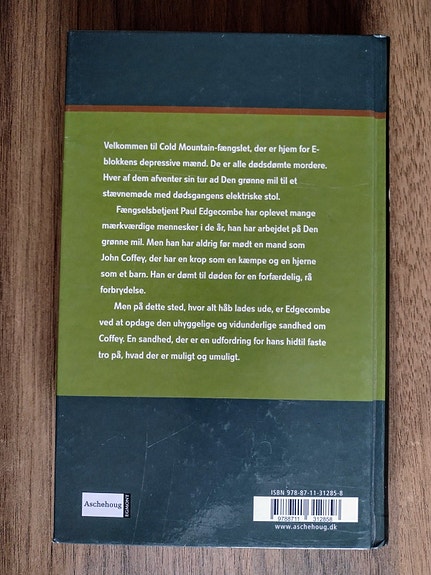 Velkommen til Cold Mountain-fængslet, der er hjem for E-
blokkens depressive mænd. De er alle dødsdømte mordere.
Hver af dem afventer sin tur ad Den grønne mil til et
stævnemøde med dødsgangens elektriske stol.
Fængselsbetjent Paul Edgecombe har oplevet mange
mærkværdige mennesker i de år, han har arbejdet på Den
grønne mil. Men han har aldrig før mødt en mand som
John Coffey, der har en krop som en kæmpe og en hjerne
som et barn. Han er dømt til døden for en forfærdelig, rå
forbrydelse.
Men på dette sted, hvor alt håb lades ude, er Edgecombe
ved at opdage den uhyggelige og vidunderlige sandhed om
Coffey. En sandhed, der er en udfordring for hans hidtil faste
tro på, hvad der er muligt og umuligt.
Aschehoug
EGMONT
ISBN 978-87-11-31285-8
9788711 312858
www.aschehoug.dk